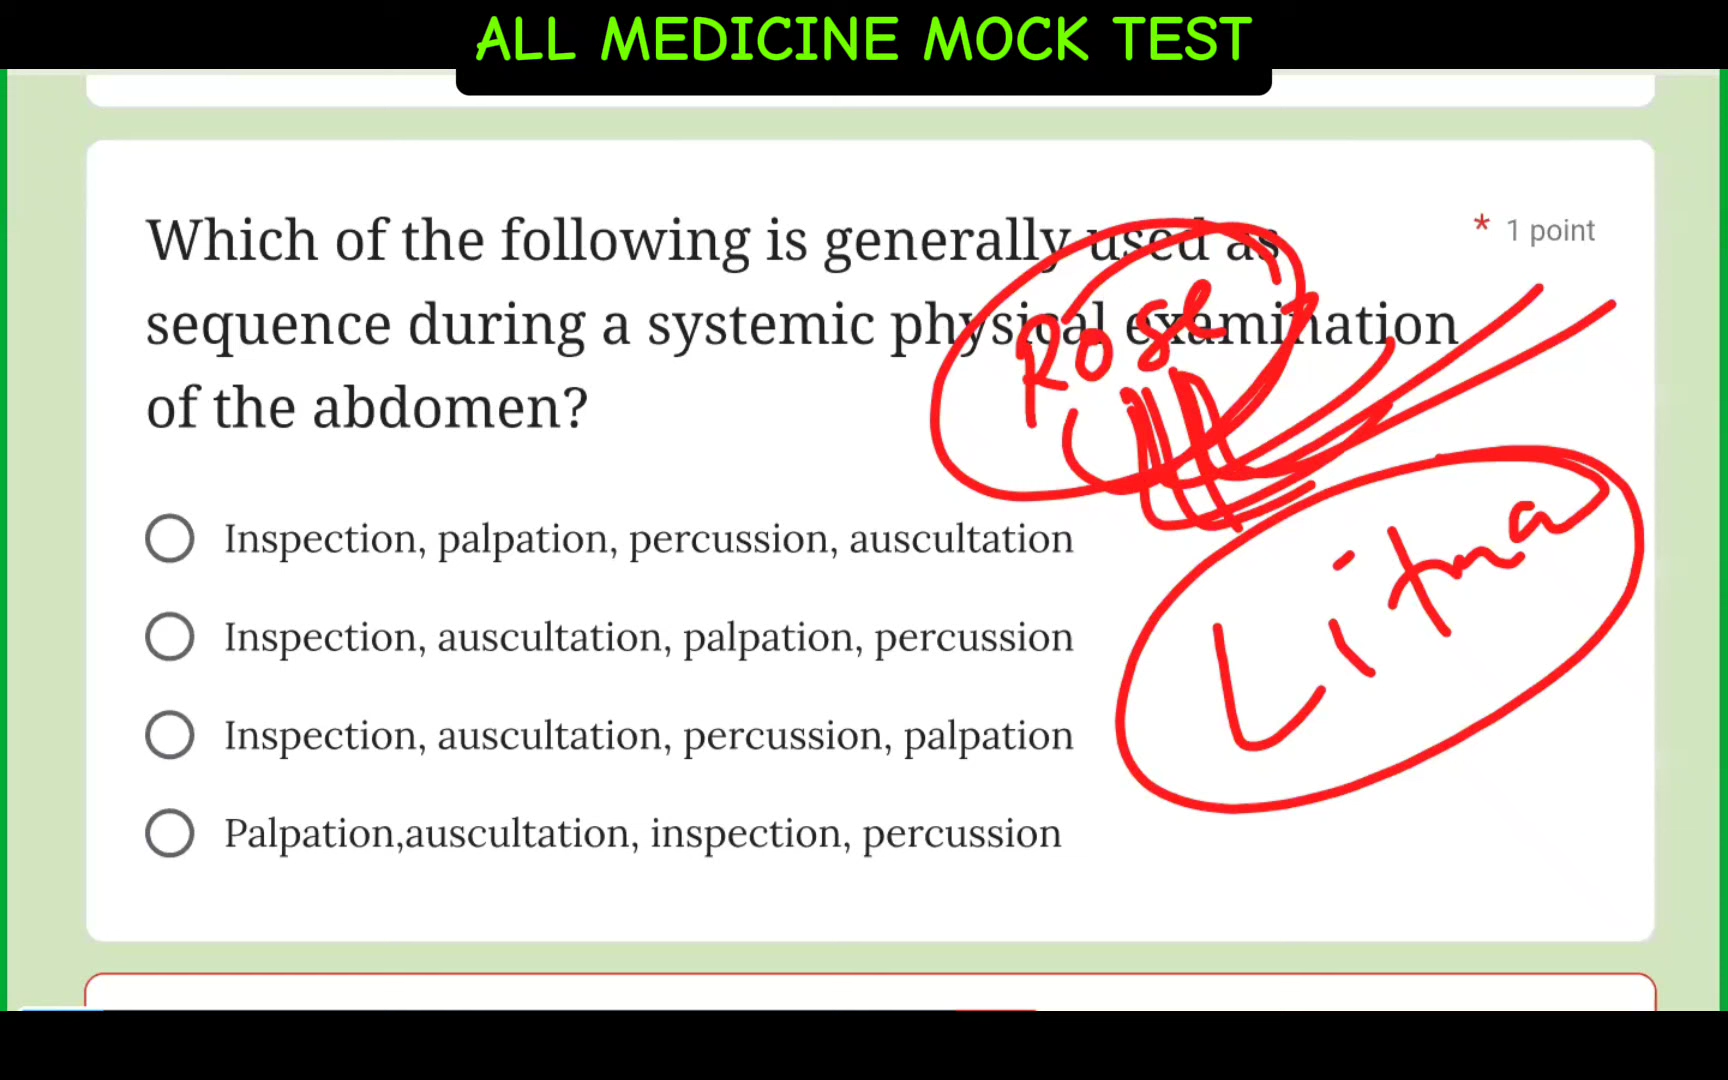 ALL MEDICINE MOCK TEST
Which of the following is generally used as
* 1 point
sequence during a systemic physical examination
of the abdomen?
Rose
Inspection, palpation, percussion, auscultation
Inspection, auscultation, palpation, percussion
Inspection, auscultation, percussion, palpation
Palpation,auscultation, inspection, percussion
Litma